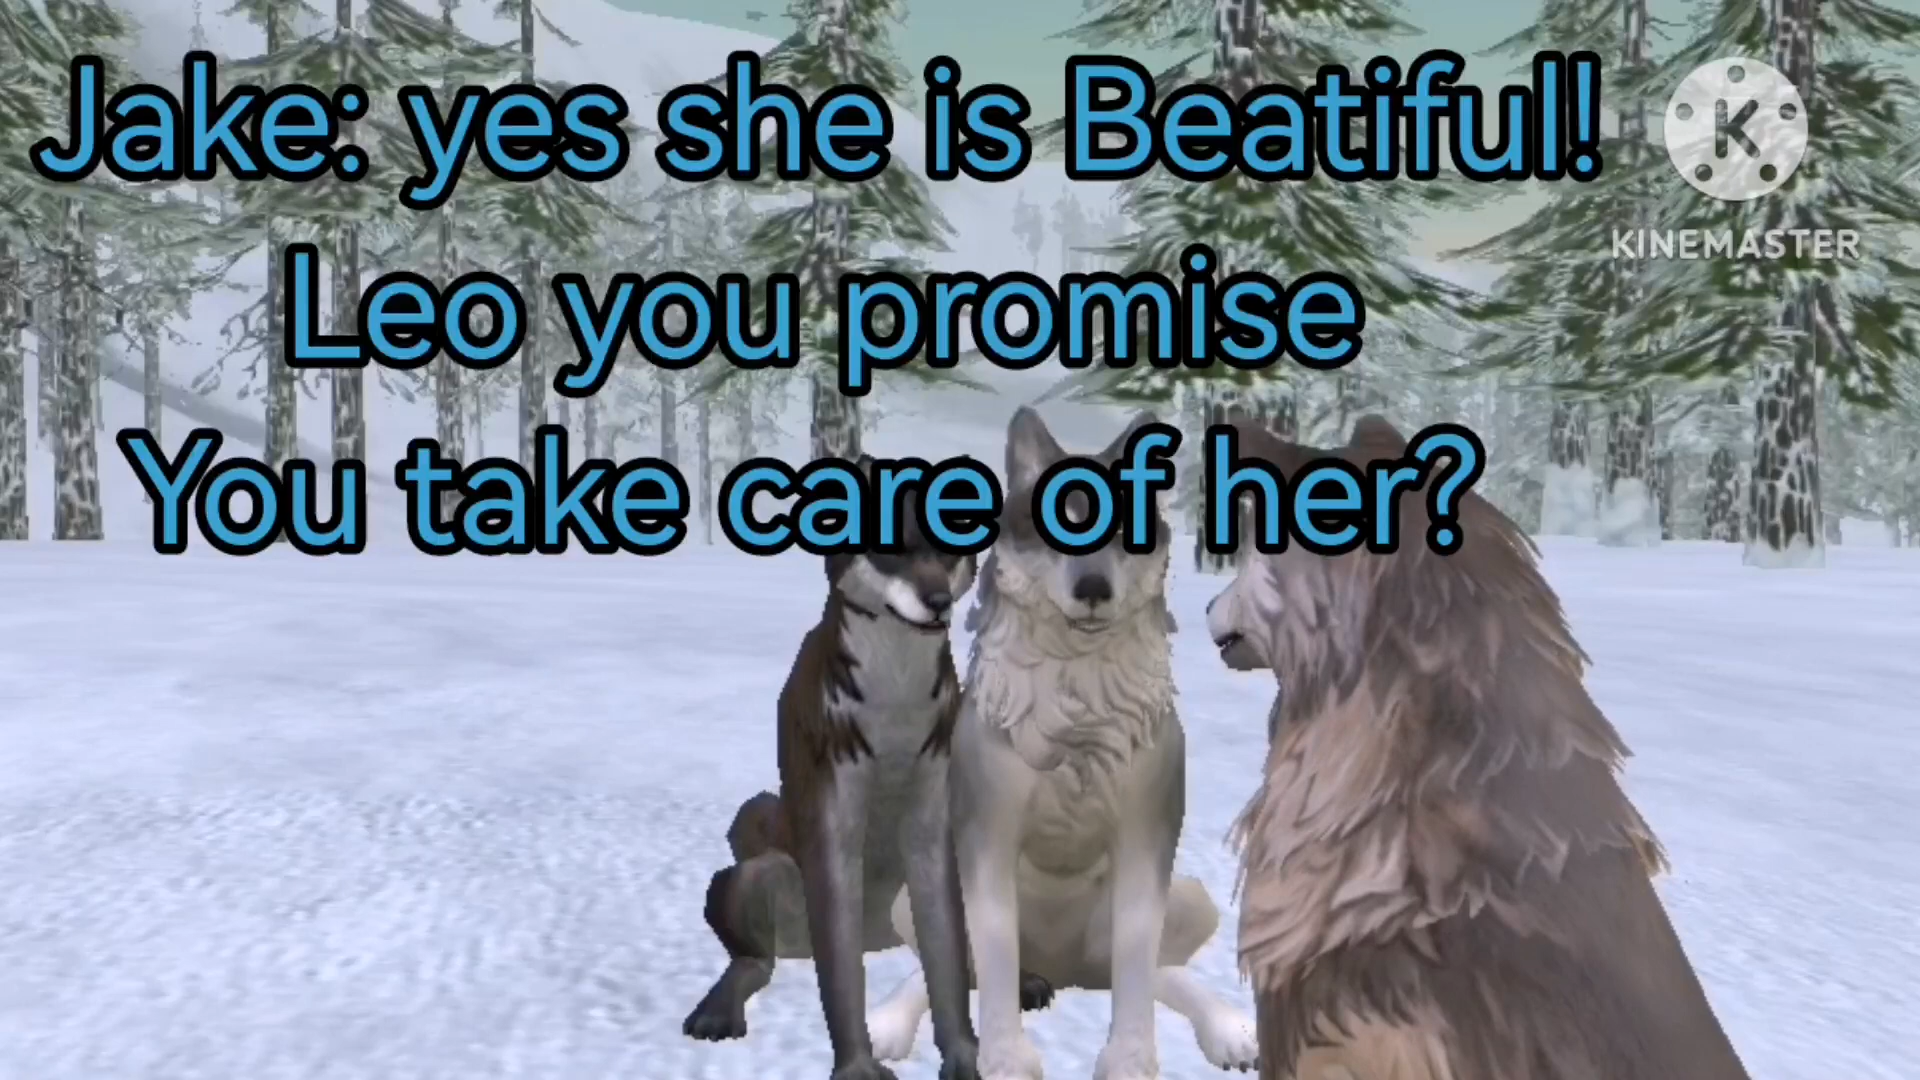 Jake: yes she is Beatiful!
Leo you promise
You take care of her?
K
KINEMASTER